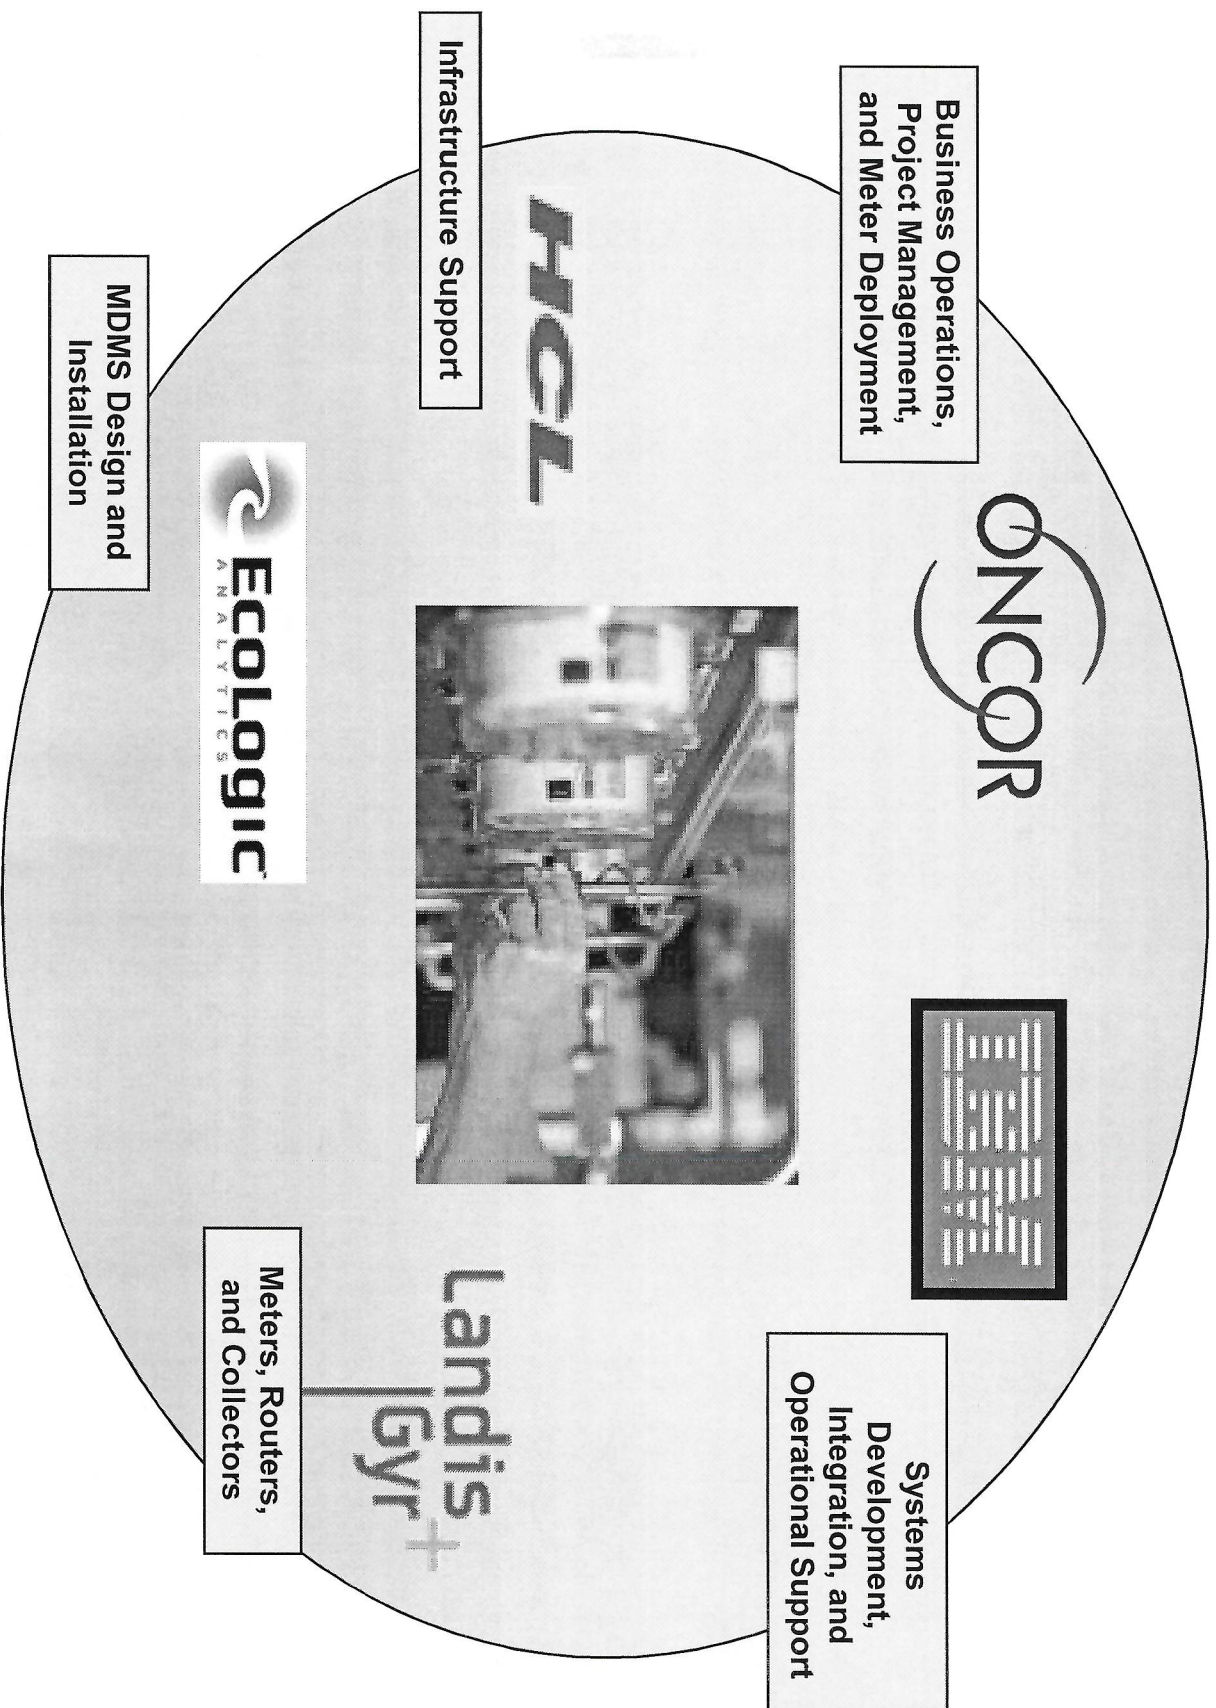 Business Operations,
Project Management,
and Meter Deployment
ONCOR
IBM
Systems
Development,
Integration, and
Operational Support
Infrastructure Support
HCL
Landis
Gyr+
MDMS Design and
Installation
EcoLogic™
ANALYTICS
Meters, Routers,
and Collectors